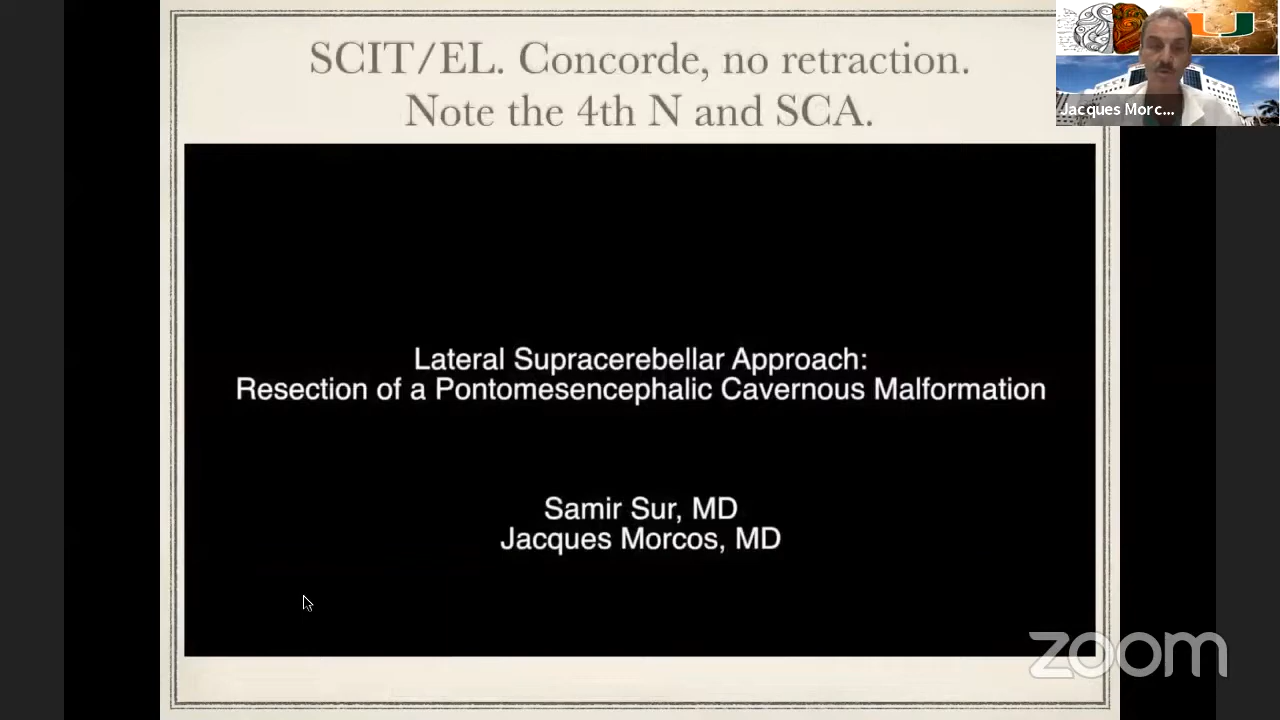 SCIT/EL. Concorde, no retraction.
Note the 4th N and SCA.
Jacques Morc...
Lateral Supracerebellar Approach:
Resection of a Pontomesencephalic Cavernous Malformation
Samir Sur, MD
Jacques Morcos, MD
zoom